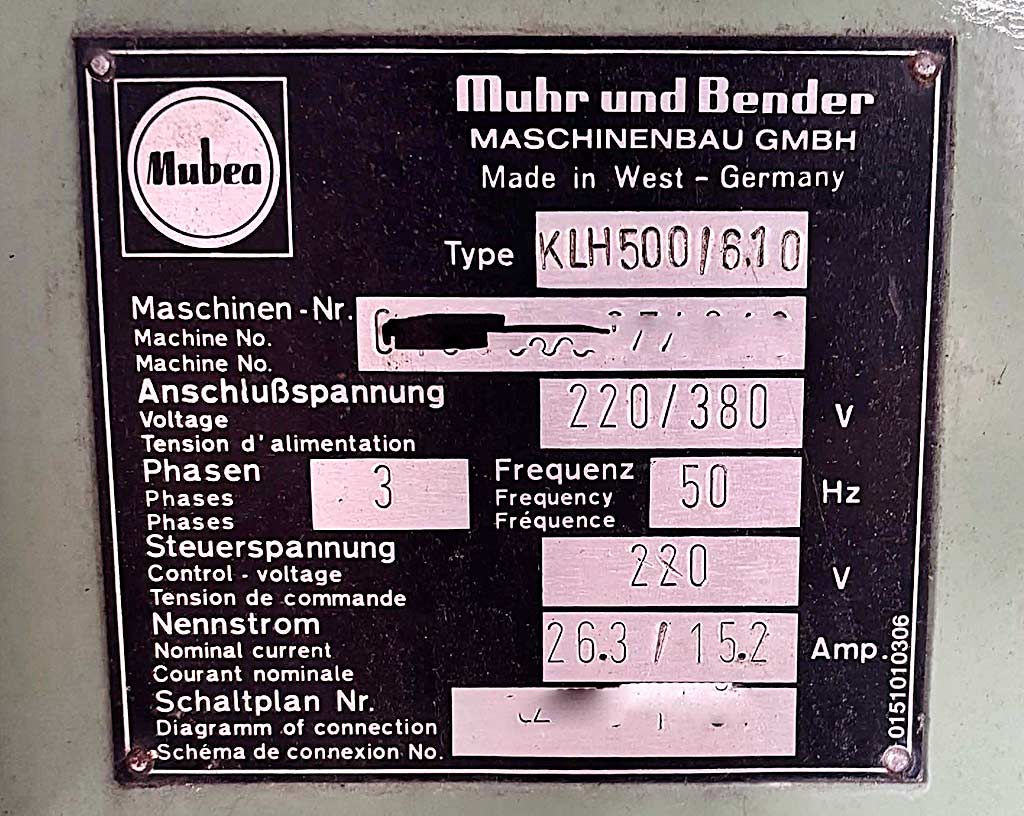 Mubea
Muhr und Bender
MASCHINENBAU GMBH
Made in West - Germany
Type KLH500/610
Maschinen - Nr.
Machine No.
Machine No.
Anschlußspannung 220/380 V
Voltage
Tension d'alimentation
Phasen 3 Frequenz 50 Hz
Phases Frequency
Phases Fréquence
Steuerspannung 220 V
Control - voltage
Tension de commande
Nennstrom 26.3 / 15.2 Amp.
Nominal current
Courant nominale
Schaltplan Nr.
Diagramm of connection
Schéma de connexion No.
0151010306